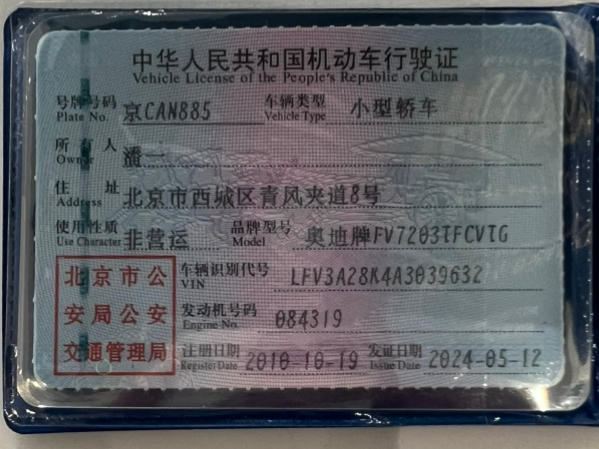 中华人民共和国机动车行驶证
Vehicle License of the People's Republic of China
号牌号码 京CAN885 车辆类型 小型轿车
Plate No. Vehicle Type
所有人 潘一
Owner
住址 北京市西城区青风夹道8号
Address
使用性质 非营运 品牌型号 奥迪牌FV7203TFCVTG
Use Character Model
北京市公 车辆识别代号 LFV3A28K4A3039632
VIN
安局公安 发动机号码 084319
Engine No.
交通管理局 注册日期 2010-10-19 发证日期 2024-05-12
Register Date Issue Date